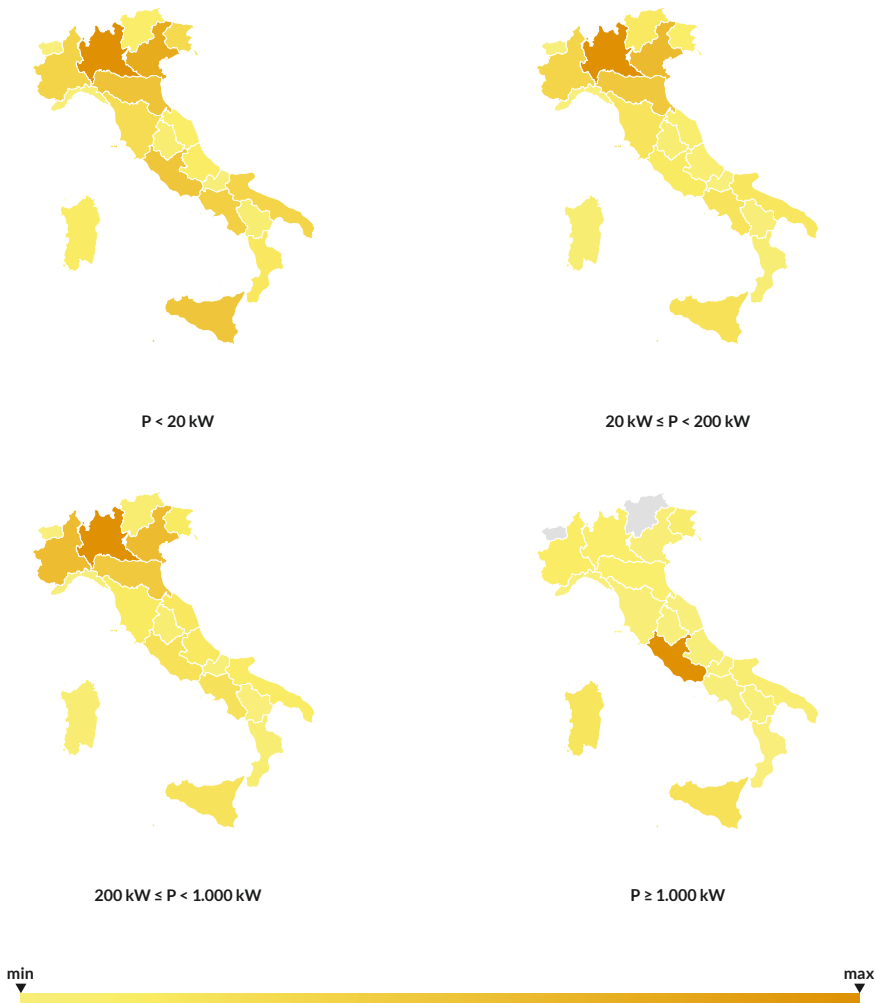 P < 20 kW
20 kW ≤ P < 200 kW
200 kW ≤ P < 1.000 kW
P ≥ 1.000 kW
min
max